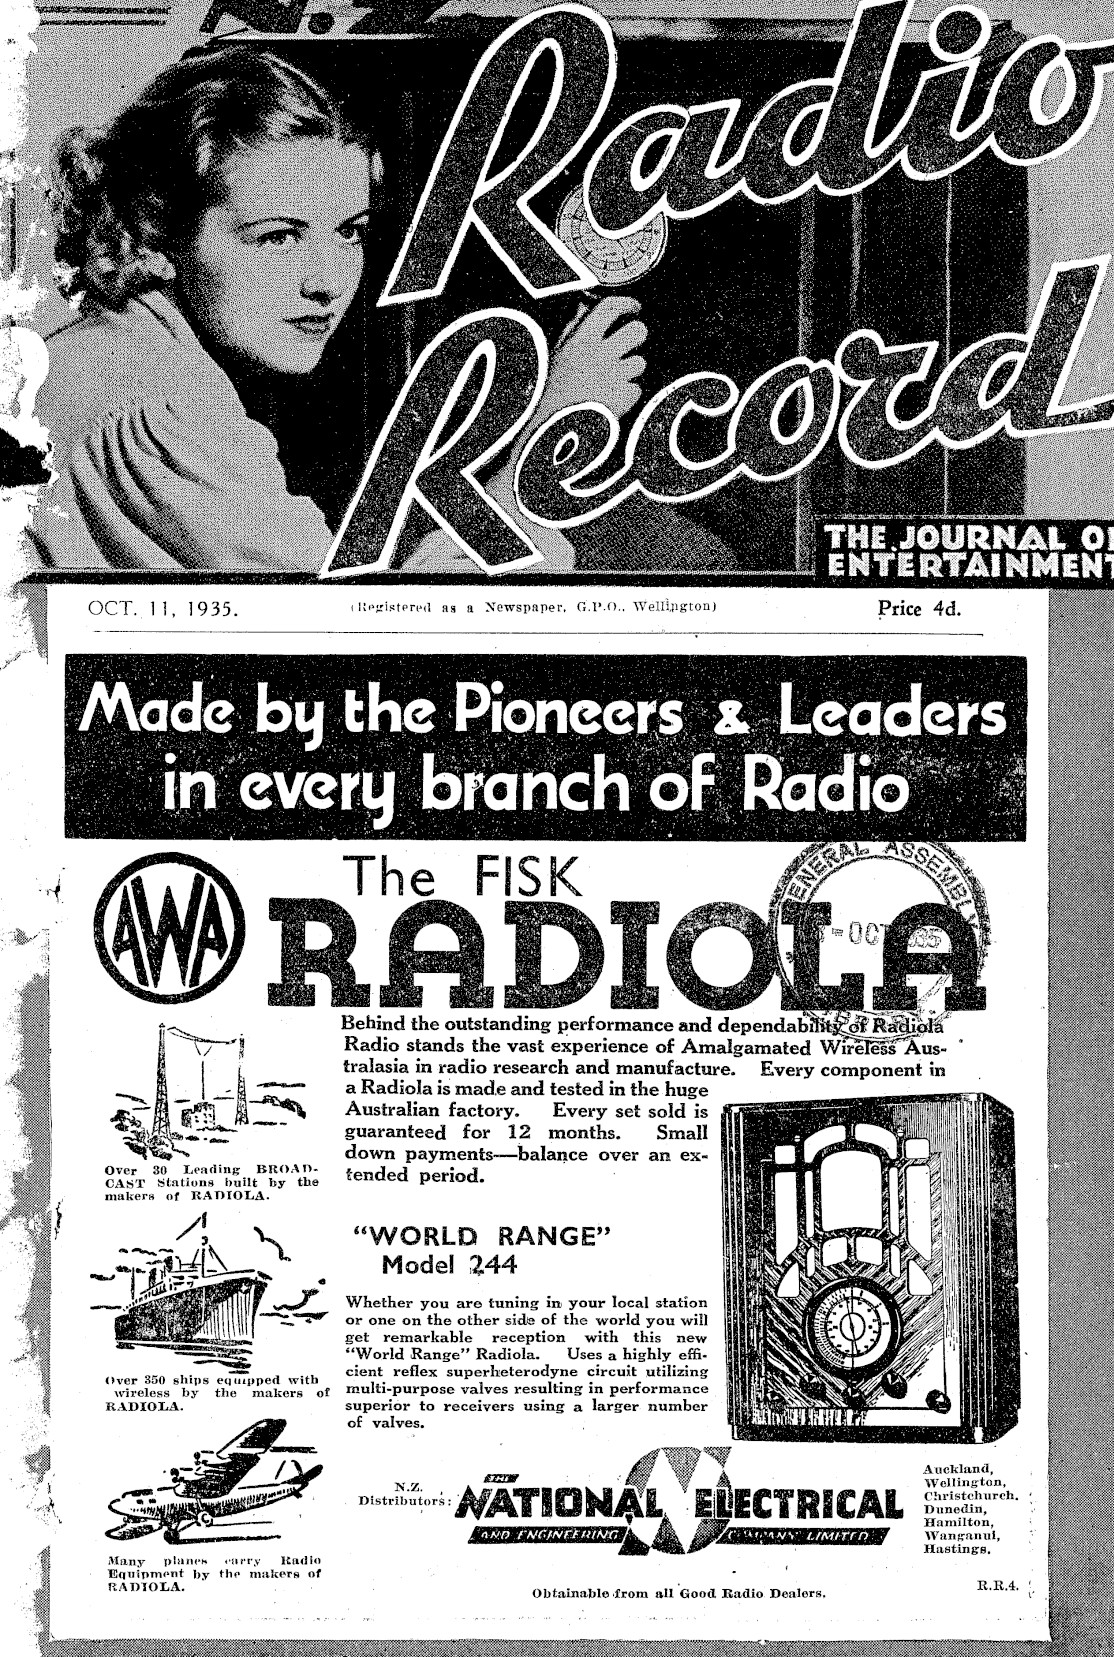 N.Z.
Radio
Record
THE JOURNAL OF
ENTERTAINMENT
OCT. 11, 1935.
(Registered as a Newspaper, G.P.O., Wellington)
Price 4d.
Made by the Pioneers & Leaders
in every branch of Radio
AWA
The FISK
RADIOLA
GENERAL ASSEMBLY
OCT 1935
Behind the outstanding performance and dependability of Radiola
Radio stands the vast experience of Amalgamated Wireless Aus-
tralasia in radio research and manufacture. Every component in
a Radiola is made and tested in the huge
Australian factory. Every set sold is
guaranteed for 12 months. Small
down payments—balance over an ex-
tended period.
Over 30 Leading BROAD-
CAST Stations built by the
makers of RADIOLA.
"WORLD RANGE"
Model 244
Whether you are tuning in your local station
or one on the other side of the world you will
get remarkable reception with this new
"World Range" Radiola. Uses a highly effi-
cient reflex superheterodyne circuit utilizing
multi-purpose valves resulting in performance
superior to receivers using a larger number
of valves.
Over 350 ships equipped with
wireless by the makers of
RADIOLA.
Many planes carry Radio
Equipment by the makers of
RADIOLA.
N.Z.
Distributors:
THE
NATIONAL ELECTRICAL
AND ENGINEERING COMPANY LIMITED
Auckland,
Wellington,
Christchurch,
Dunedin,
Hamilton,
Wanganui,
Hastings.
Obtainable from all Good Radio Dealers.
R.R.4.